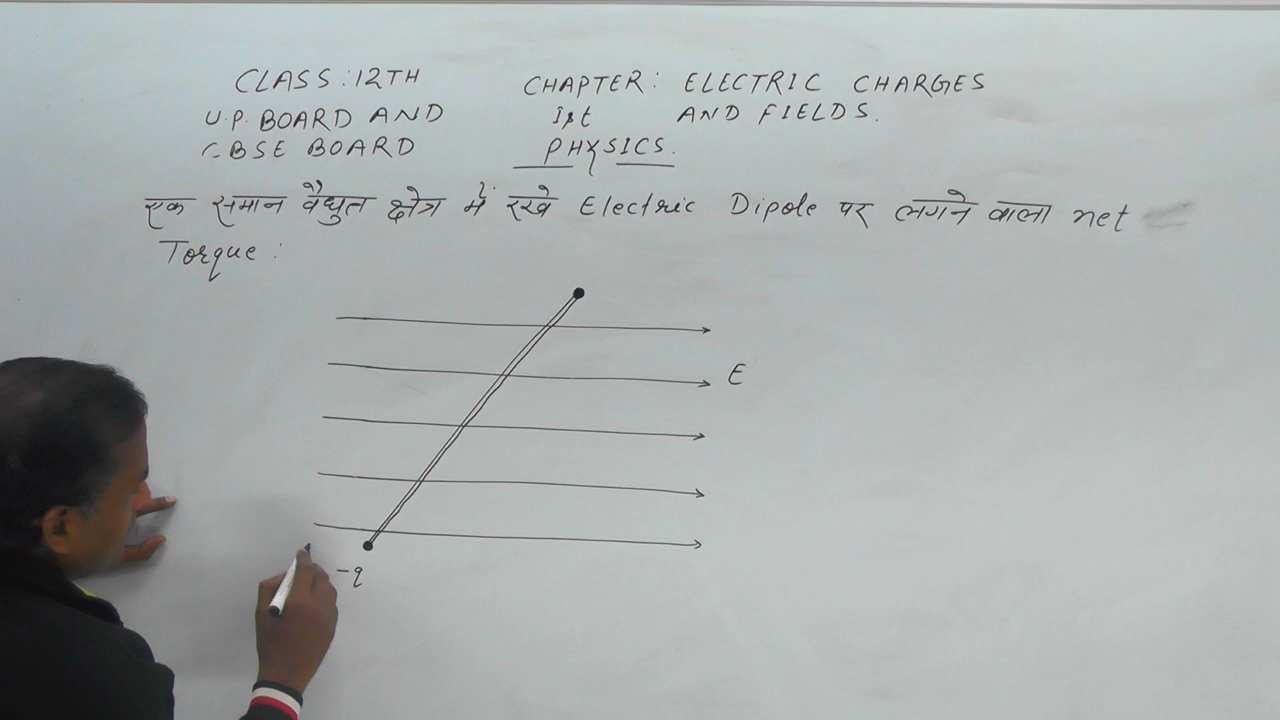 CLASS : 12TH
U.P. BOARD AND
CBSE BOARD
CHAPTER: ELECTRIC CHARGES
1st AND FIELDS.
PHYSICS.
एक समान वैधुत क्षेत्र में रखे Electric Dipole पर लगने वाला net
Torque :
E
-q